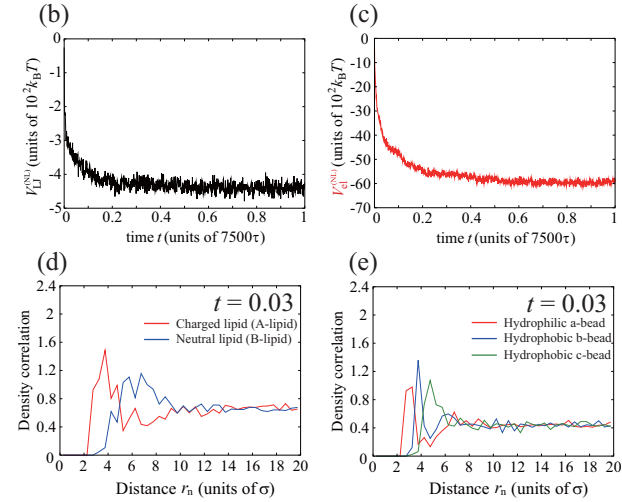 (b)
0
-1
-2
-3
-4
-5
V_LJ^(NL) (units of 10^2 k_BT)
0 0.2 0.4 0.6 0.8 1
time t (units of 7500τ)
(c)
0
-10
-20
-30
-40
-50
-60
-70
V_el^(NL) (units of 10^2 k_BT)
0 0.2 0.4 0.6 0.8 1
time t (units of 7500τ)
(d)
2.4
2.0
1.6
1.2
0.8
0.4
0
Density correlation
t = 0.03
Charged lipid (A-lipid)
Neutral lipid (B-lipid)
0 2 4 6 8 10 12 14 16 18 20
Distance r_n (units of σ)
(e)
2.4
2.0
1.6
1.2
0.8
0.4
0
Density correlation
t = 0.03
Hydrophilic a-bead
Hydrophobic b-bead
Hydrophobic c-bead
0 2 4 6 8 10 12 14 16 18 20
Distance r_n (units of σ)